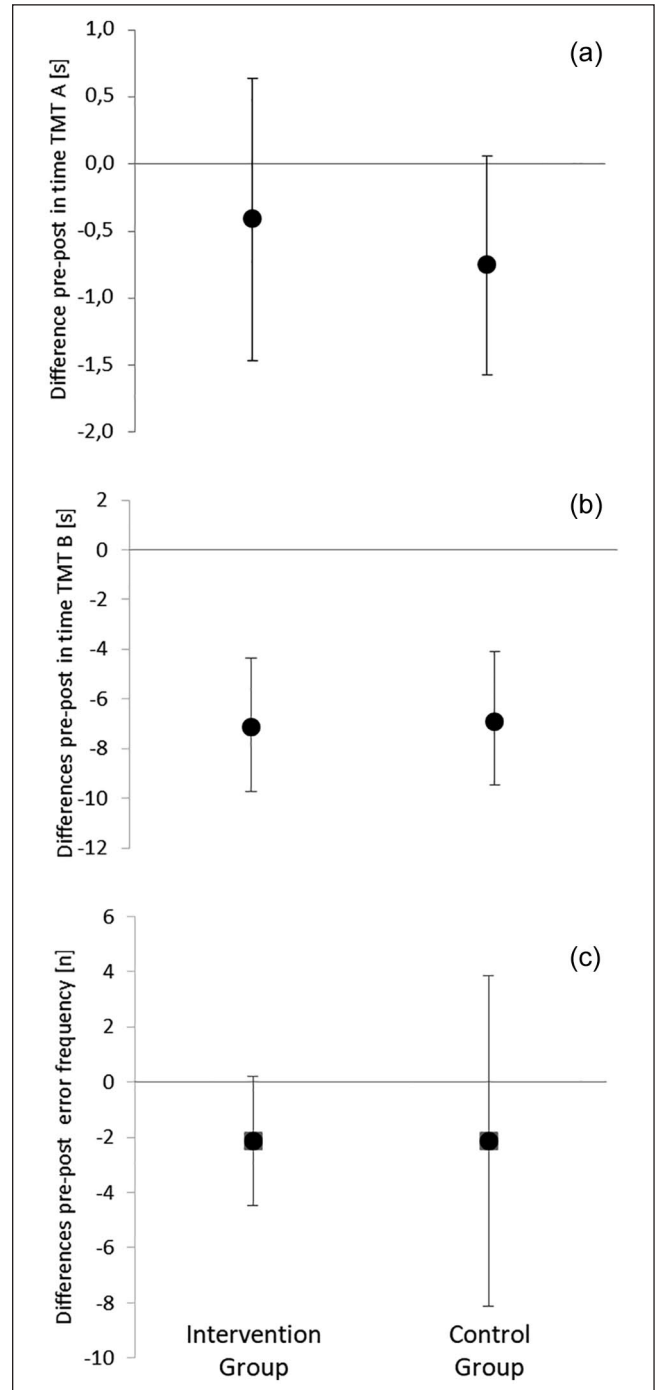 (a)
Difference pre-post in time TMT A [s]
1,0
0,5
0,0
-0,5
-1,0
-1,5
-2,0
(b)
Differences pre-post in time TMT B [s]
2
0
-2
-4
-6
-8
-10
-12
(c)
Differences pre-post error frequency [n]
6
4
2
0
-2
-4
-6
-8
-10
Intervention
Group
Control
Group